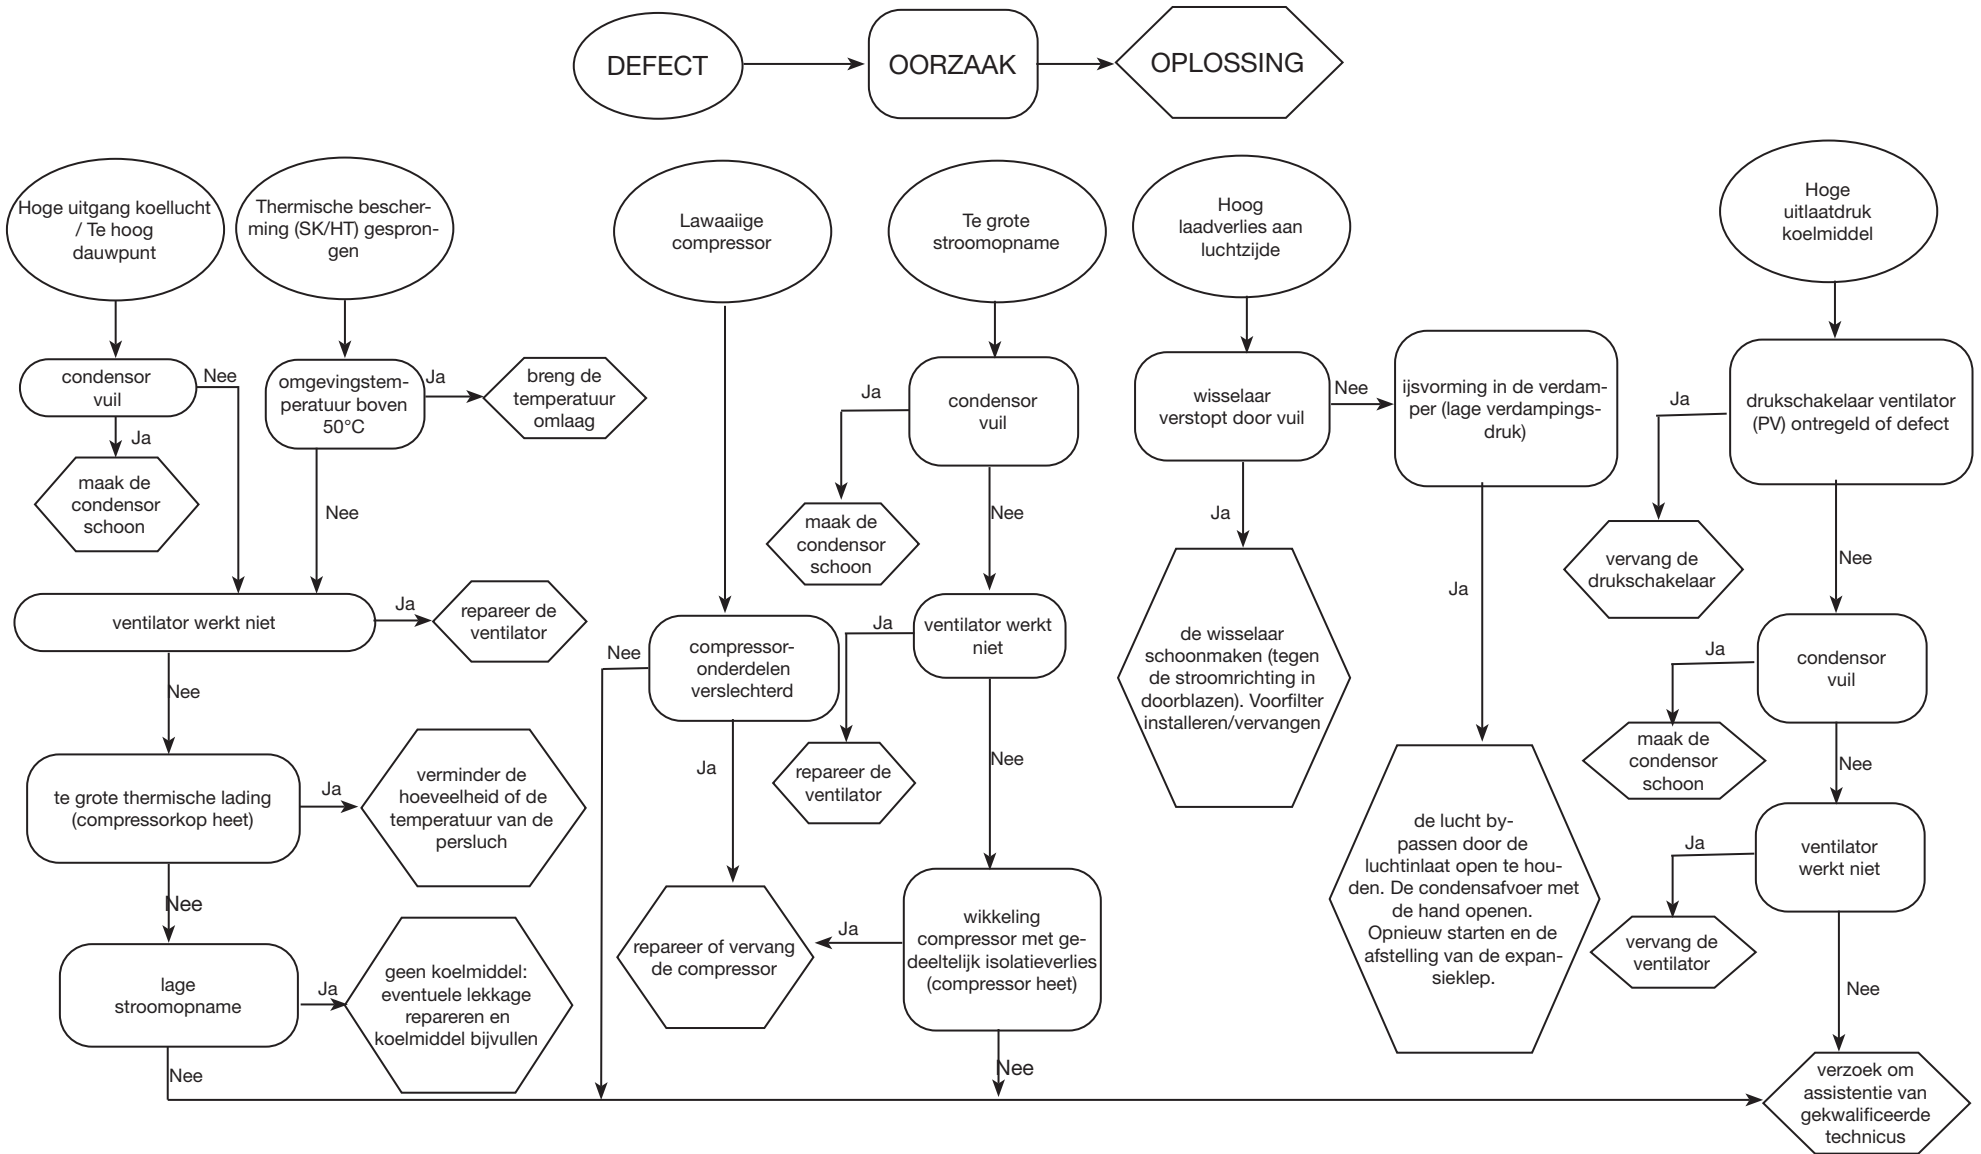 DEFECT
OORZAAK
OPLOSSING
Hoge uitgang koellucht
/ Te hoog
dauwpunt
condensor
vuil
Nee
Ja
maak de
condensor
schoon
Thermische bescher-
ming (SK/HT) gespron-
gen
omgevingstem-
peratuur boven
50°C
Ja
breng de
temperatuur
omlaag
Nee
ventilator werkt niet
Ja
repareer de
ventilator
Nee
te grote thermische lading
(compressorkop heet)
Ja
verminder de
hoeveelheid of de
temperatuur van de
persluch
Nee
lage
stroomopname
Ja
geen koelmiddel:
eventuele lekkage
repareren en
koelmiddel bijvullen
Nee
Lawaaiige
compressor
compressor-
onderdelen
verslechterd
Nee
Ja
repareer of vervang
de compressor
Te grote
stroomopname
condensor
vuil
Ja
maak de
condensor
schoon
Nee
ventilator werkt
niet
Ja
repareer de
ventilator
Nee
wikkeling
compressor met ge-
deeltelijk isolatieverlies
(compressor heet)
Ja
Nee
Hoog
laadverlies aan
luchtzijde
wisselaar
verstopt door vuil
Nee
Ja
de wisselaar
schoonmaken (tegen
de stroomrichting in
doorblazen). Voorfilter
installeren/vervangen
ijsvorming in de verdam-
per (lage verdampings-
druk)
Ja
de lucht by-
passen door de
luchtinlaat open te hou-
den. De condensafvoer met
de hand openen.
Opnieuw starten en de
afstelling van de expan-
sieklep.
Hoge
uitlaatdruk
koelmiddel
drukschakelaar ventilator
(PV) ontregeld of defect
Ja
vervang de
drukschakelaar
Nee
condensor
vuil
Ja
maak de
condensor
schoon
Nee
ventilator
werkt niet
Ja
vervang de
ventilator
Nee
verzoek om
assistentie van
gekwalificeerde
technicus